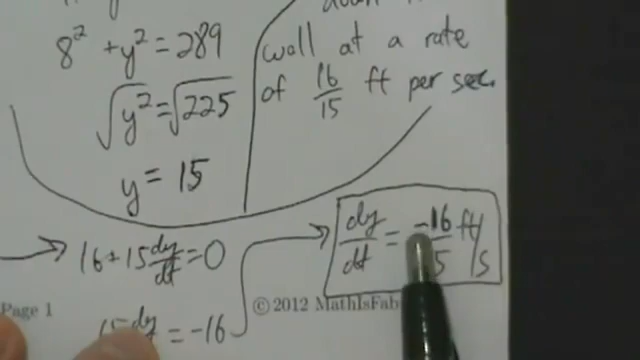 8² + y² = 289
√y² = √225
y = 15
wall at a rate
of 16/15 ft per sec.
16 + 15 dy/dt = 0
15 dy/dt = -16
dy/dt = -16/15 ft/s
Page 1
© 2012 MathIsFab